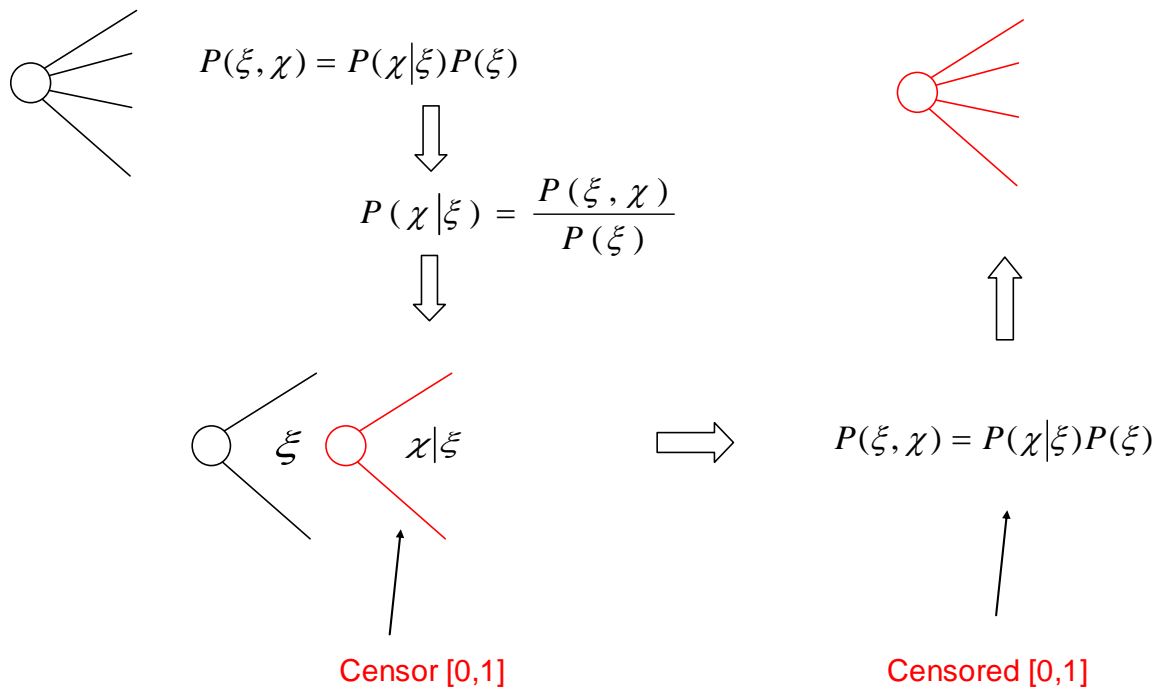 P(ξ, χ) = P(χ|ξ)P(ξ)
P(χ|ξ) = P(ξ, χ) / P(ξ)
ξ
χ|ξ
P(ξ, χ) = P(χ|ξ)P(ξ)
Censor [0,1]
Censored [0,1]